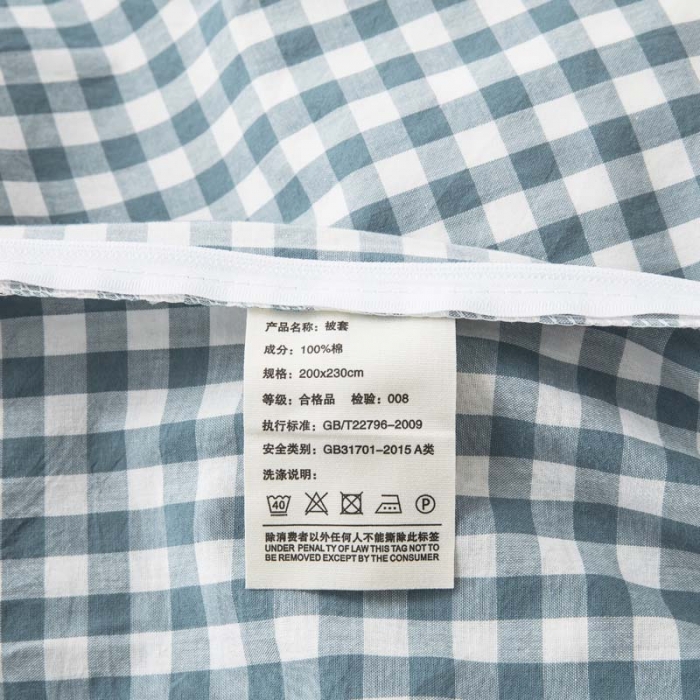 产品名称：被套
成分：100%棉
规格：200x230cm
等级：合格品 检验：008
执行标准：GB/T22796-2009
安全类别：GB31701-2015 A类
洗涤说明：
40 P
除消费者以外任何人不能撕除此标签
UNDER PENALTY OF LAW THIS TAG NOT TO
BE REMOVED EXCEPT BY THE CONSUMER